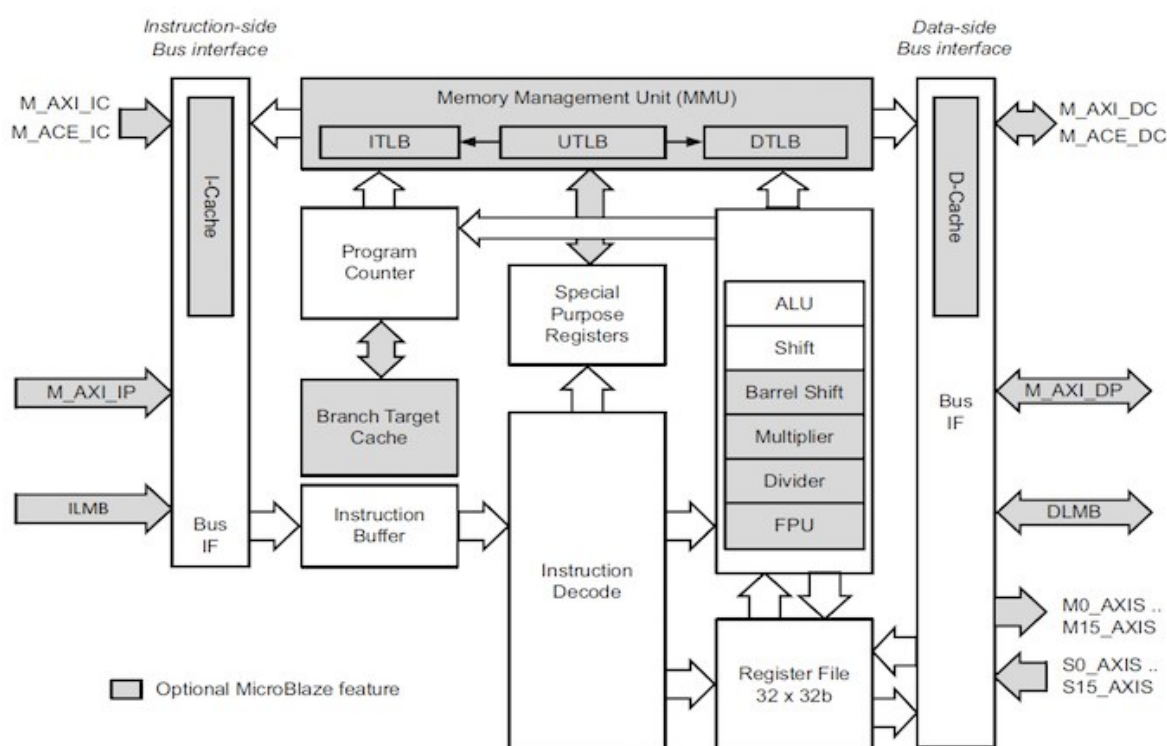 Instruction-side
Bus interface
Data-side
Bus interface
M_AXI_IC
M_ACE_IC
I-Cache
Memory Management Unit (MMU)
ITLB
UTLB
DTLB
D-Cache
M_AXI_DC
M_ACE_DC
Program
Counter
Special
Purpose
Registers
ALU
Shift
Barrel Shift
Multiplier
Divider
FPU
M_AXI_IP
Branch Target
Cache
Bus
IF
M_AXI_DP
ILMB
Bus
IF
Instruction
Buffer
Instruction
Decode
DLMB
M0_AXIS ..
M15_AXIS
S0_AXIS ..
S15_AXIS
Register File
32 x 32b
Optional MicroBlaze feature